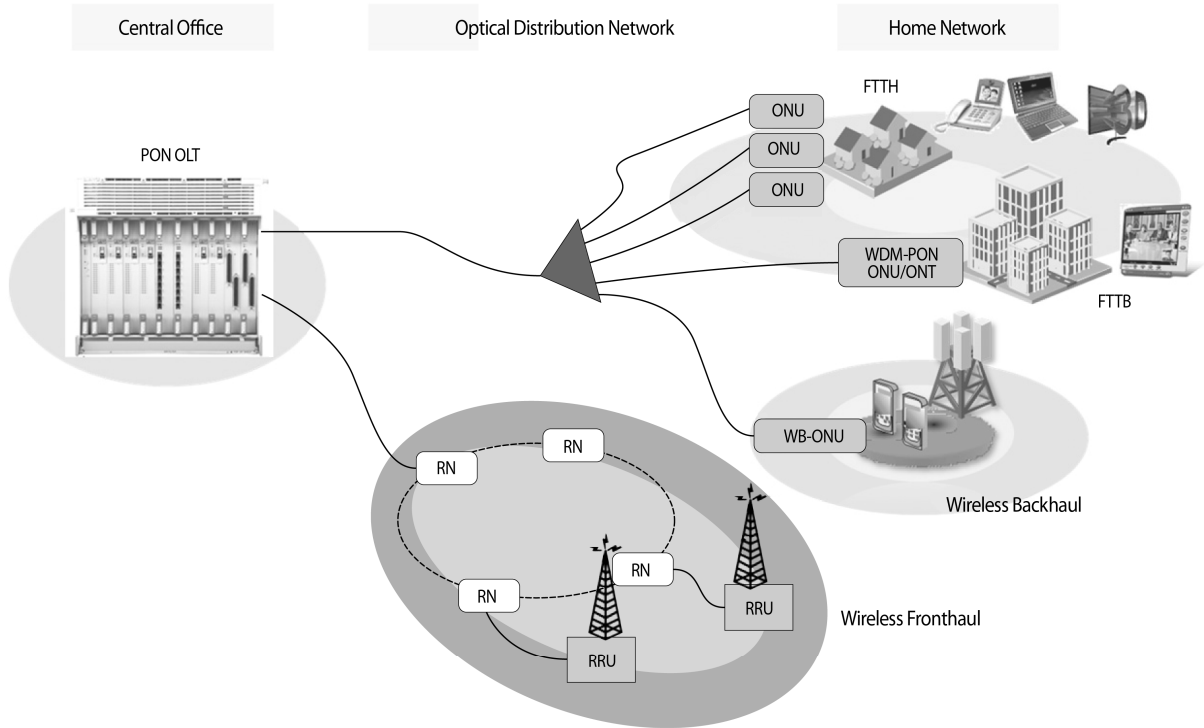 Central Office
Optical Distribution Network
Home Network
FTTH
ONU
ONU
ONU
PON OLT
WDM-PON
ONU/ONT
FTTB
WB-ONU
Wireless Backhaul
RN
RN
RN
RN
RRU
RRU
Wireless Fronthaul